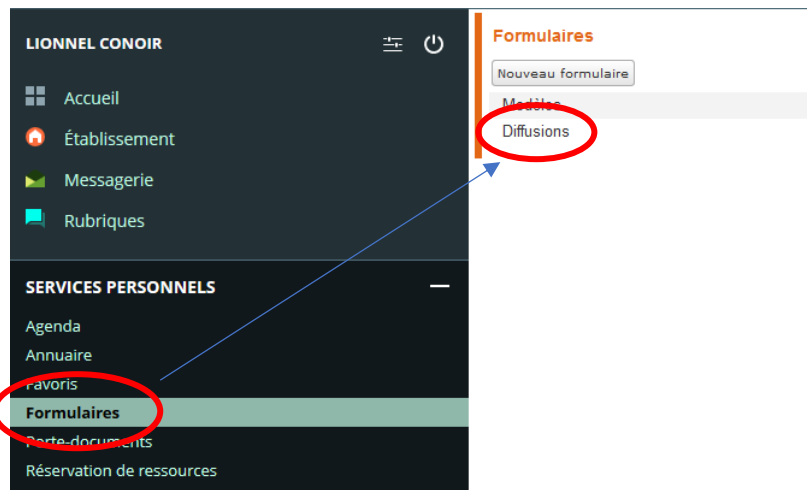 LIONNEL CONOIR
Accueil
Établissement
Messagerie
Rubriques
SERVICES PERSONNELS
Agenda
Annuaire
Favoris
Formulaires
Porte-documents
Réservation de ressources
Formulaires
Nouveau formulaire
Modèles
Diffusions